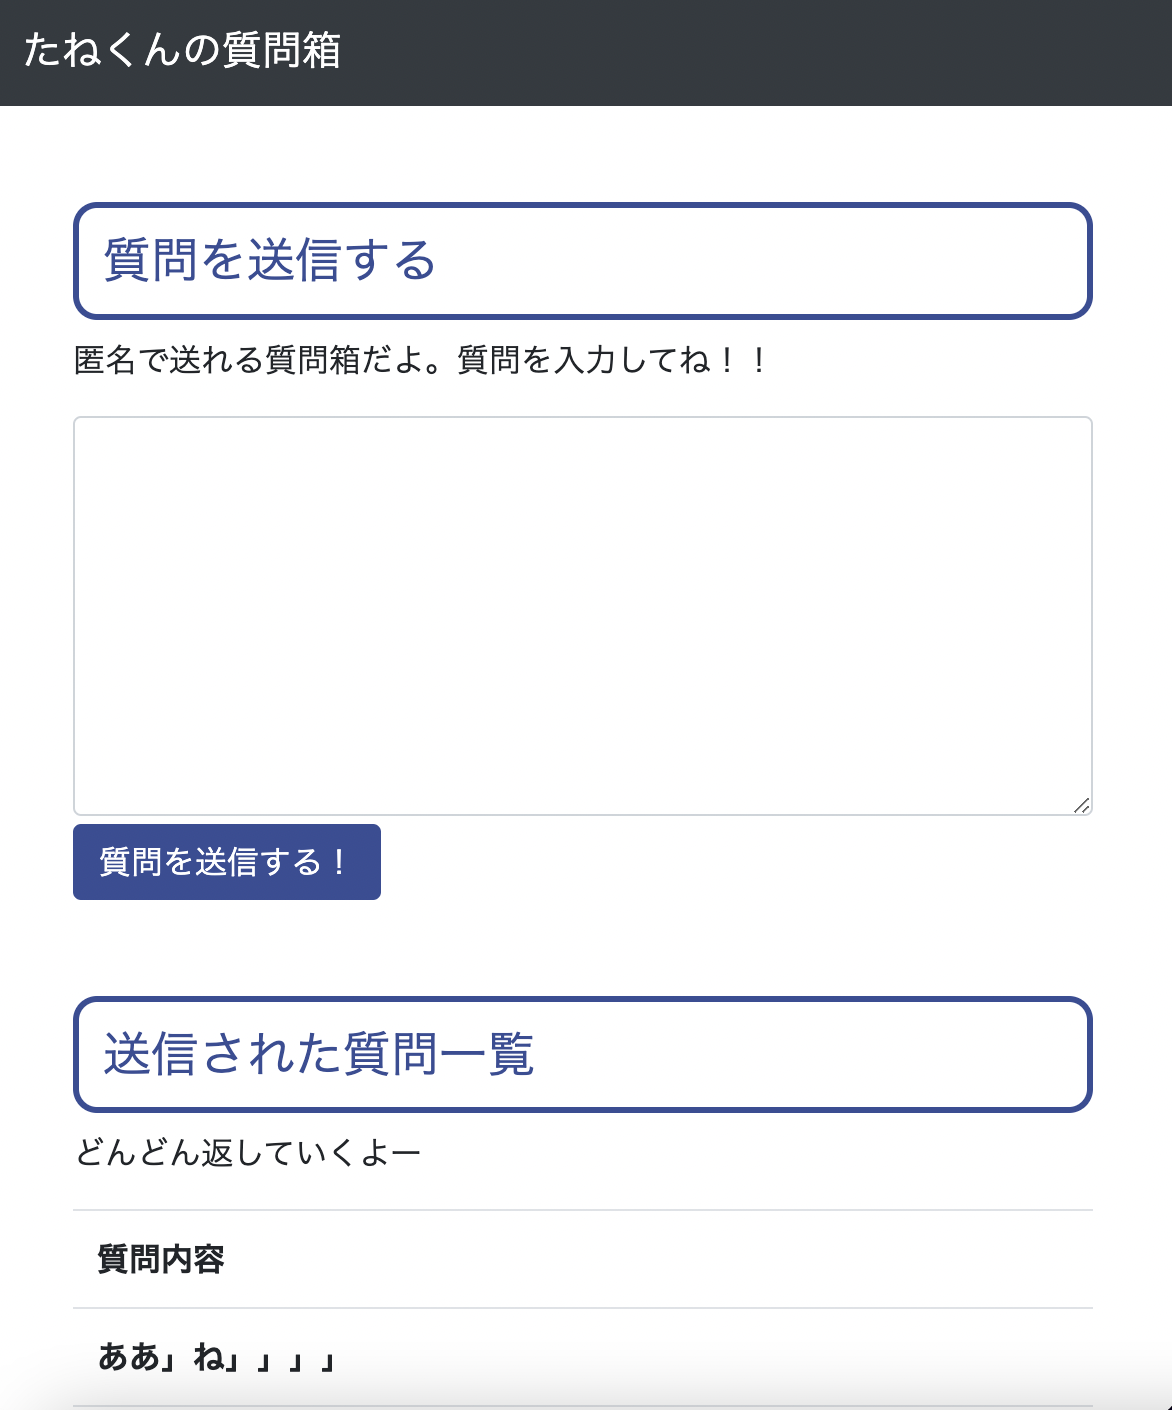 たねくんの質問箱
質問を送信する
匿名で送れる質問箱だよ。質問を入力してね！！
質問を送信する！
送信された質問一覧
どんどん返していくよー
質問内容
ああ」ね」」」」